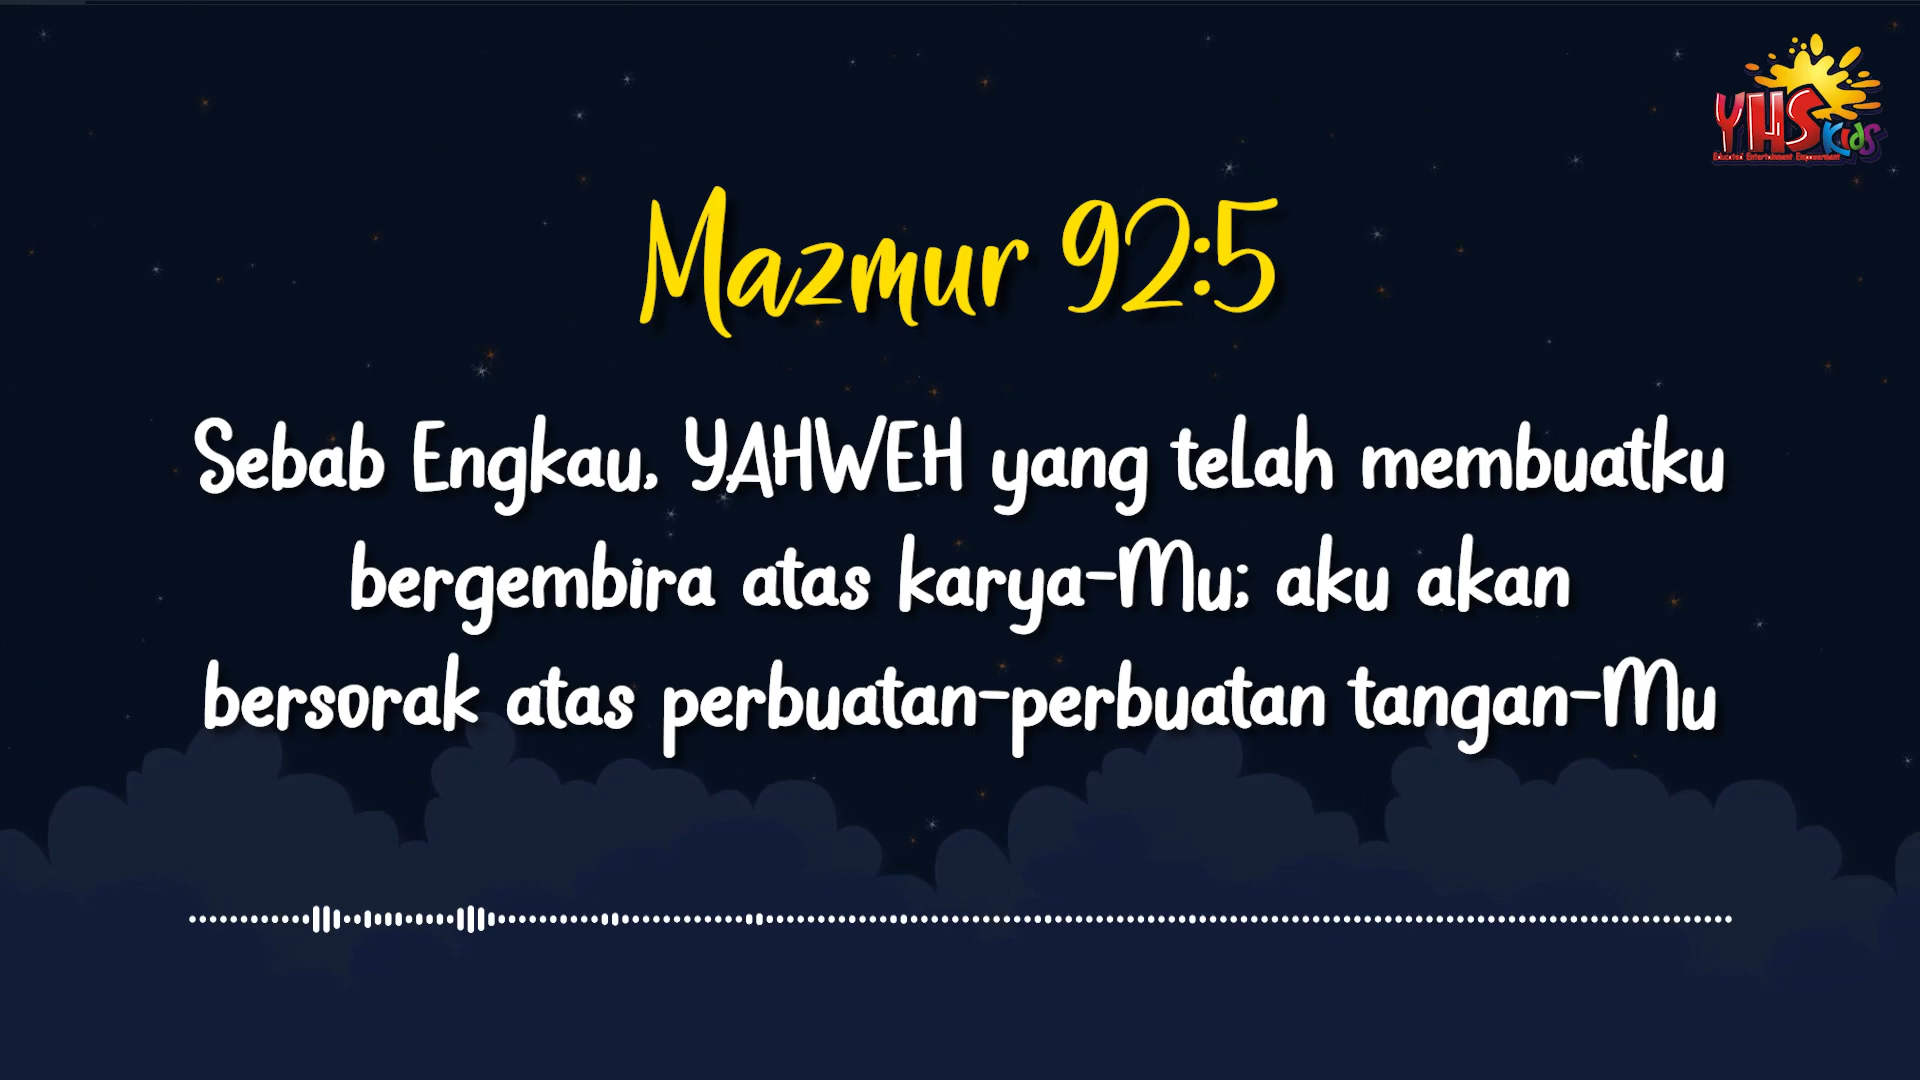 YHS Kids
Mazmur 92:5
Sebab Engkau, YAHWEH yang telah membuatku
bergembira atas karya-Mu; aku akan
bersorak atas perbuatan-perbuatan tangan-Mu